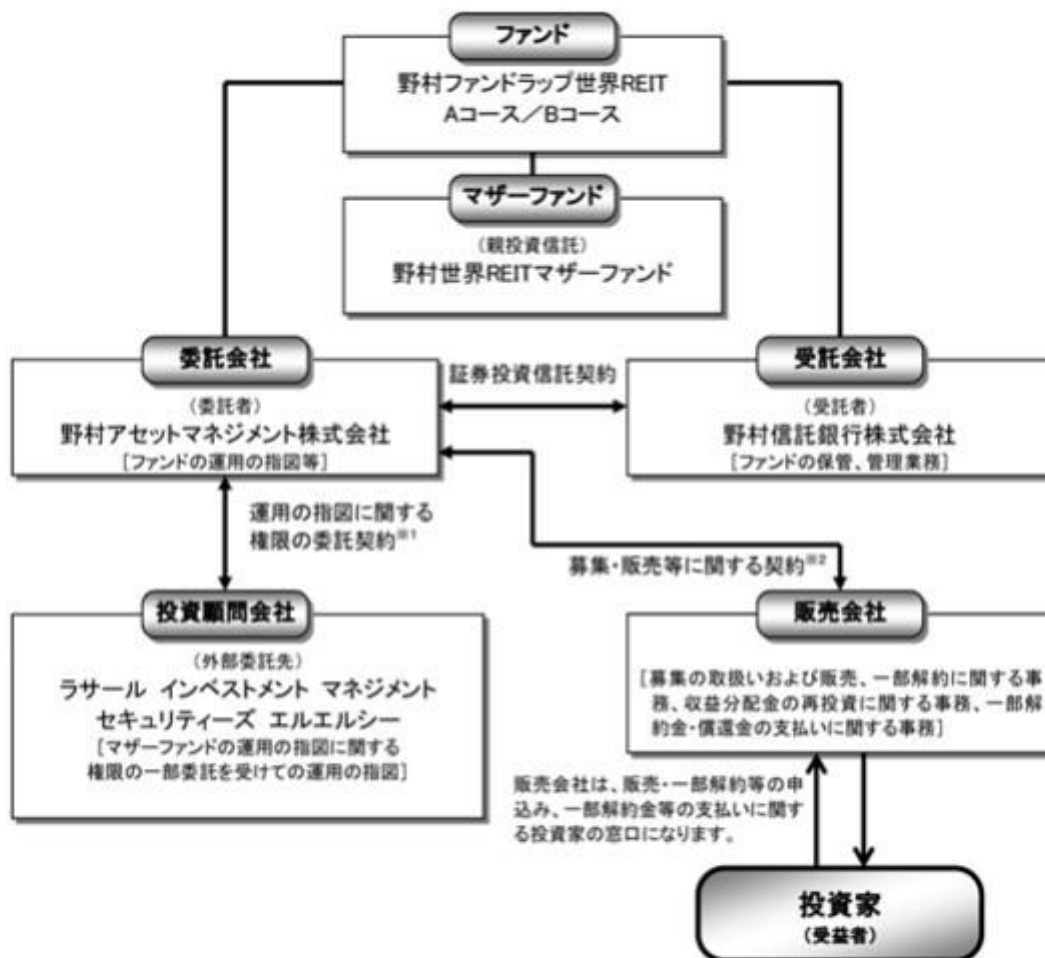 ファンド
野村ファンドラップ世界REIT
Aコース／Bコース
マザーファンド
（親投資信託）
野村世界REITマザーファンド
委託会社
（委託者）
野村アセットマネジメント株式会社
［ファンドの運用の指図等］
証券投資信託契約
受託会社
（受託者）
野村信託銀行株式会社
［ファンドの保管、管理業務］
運用の指図に関する
権限の委託契約※1
募集・販売等に関する契約※2
投資顧問会社
（外部委託先）
ラサール インベストメント マネジメント
セキュリティーズ エルエルシー
［マザーファンドの運用の指図に関する
権限の一部委託を受けての運用の指図］
販売会社
［募集の取扱いおよび販売、一部解約に関する事
務、収益分配金の再投資に関する事務、一部解
約金・償還金の支払いに関する事務］
販売会社は、販売・一部解約等の申
込み、一部解約金等の支払いに関す
る投資家の窓口になります。
投資家
（受益者）